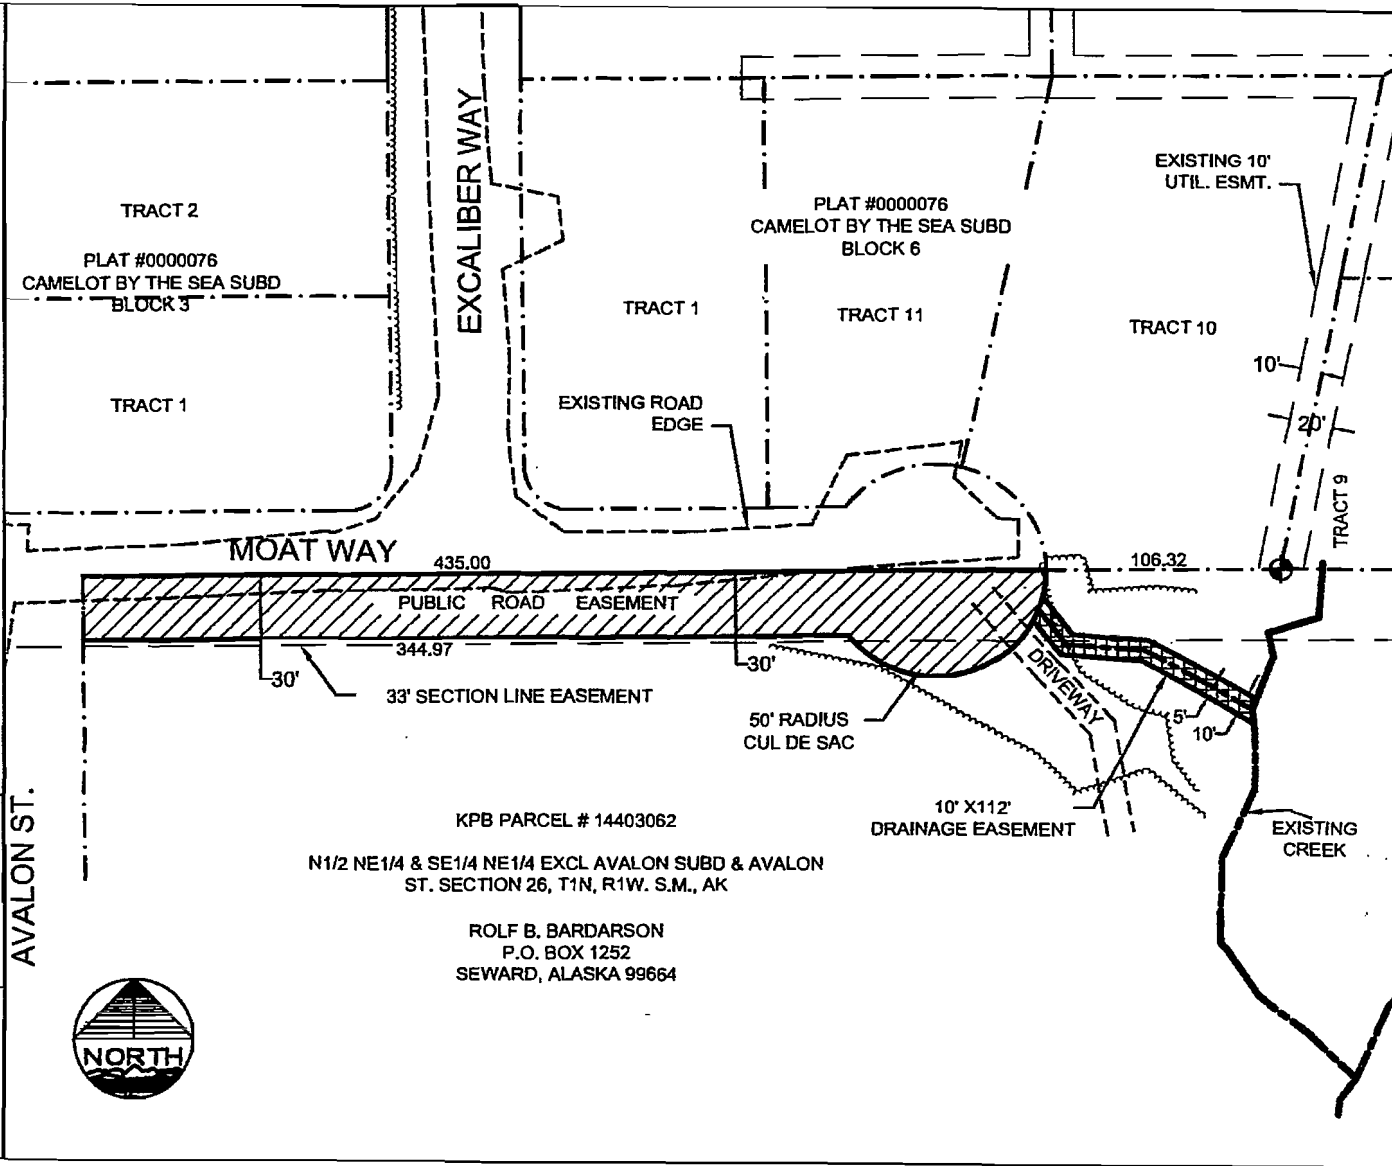 EXISTING 10'
UTIL. ESMT.
TRACT 2
PLAT #0000076
CAMELOT BY THE SEA SUBD
BLOCK 3
TRACT 1
EXCALIBER WAY
PLAT #0000076
CAMELOT BY THE SEA SUBD
BLOCK 6
TRACT 1
TRACT 11
TRACT 10
10'
20'
TRACT 9
EXISTING ROAD
EDGE
MOAT WAY
435.00
106.32
PUBLIC ROAD EASEMENT
344.97
30'
30'
33' SECTION LINE EASEMENT
DRIVEWAY
50' RADIUS
CUL DE SAC
5'
10'
10' X112'
DRAINAGE EASEMENT
EXISTING
CREEK
AVALON ST.
KPB PARCEL # 14403062
N1/2 NE1/4 & SE1/4 NE1/4 EXCL AVALON SUBD & AVALON
ST. SECTION 26, T1N, R1W. S.M., AK
ROLF B. BARDARSON
P.O. BOX 1252
SEWARD, ALASKA 99664
NORTH